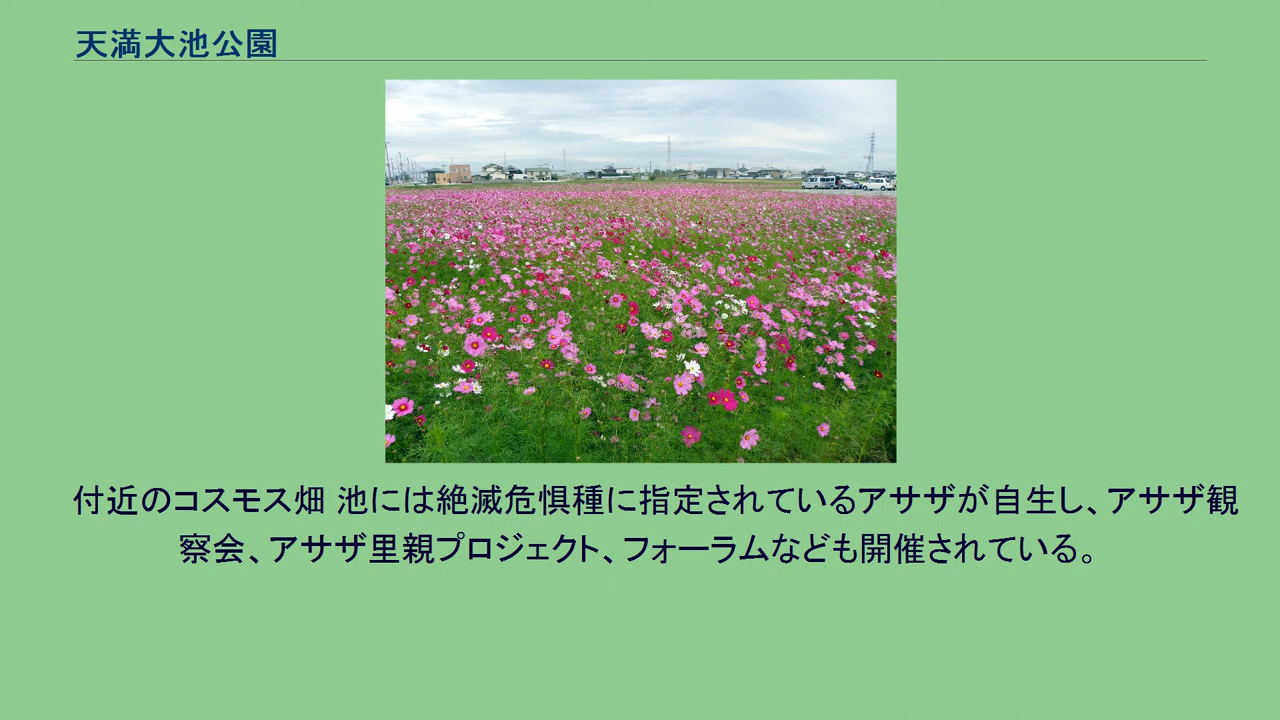 天満大池公園
付近のコスモス畑 池には絶滅危惧種に指定されているアサザが自生し、アサザ観
察会、アサザ里親プロジェクト、フォーラムなども開催されている。